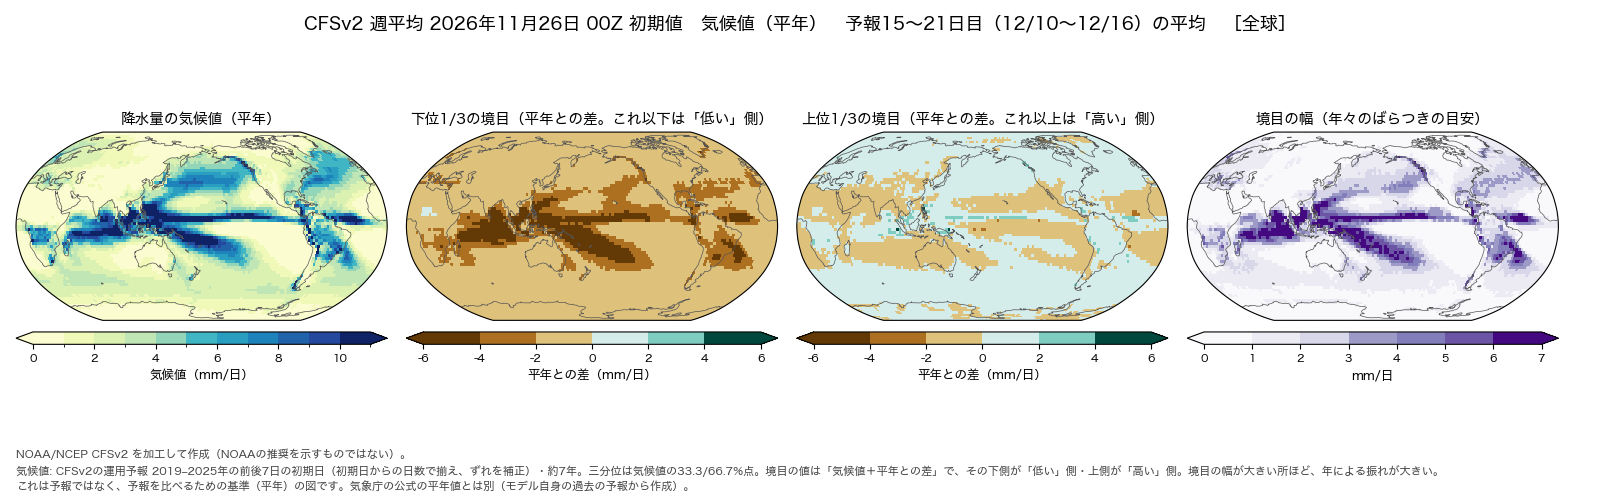 CFSv2 週平均 2026年11月26日 00Z 初期値　気候値（平年）　予報15～21日目（12/10～12/16）の平均　［全球］
降水量の気候値（平年）
下位1/3の境目（平年との差。これ以下は「低い」側）
上位1/3の境目（平年との差。これ以上は「高い」側）
境目の幅（年々のばらつきの目安）
0 2 4 6 8 10
-6 -4 -2 0 2 4 6
-6 -4 -2 0 2 4 6
0 1 2 3 4 5 6 7
気候値（mm/日）
平年との差（mm/日）
平年との差（mm/日）
mm/日
NOAA/NCEP CFSv2 を加工して作成（NOAAの推奨を示すものではない）。
気候値: CFSv2の運用予報 2019–2025年の前後7日の初期日（初期日からの日数で揃え、ずれを補正）・約7年。三分位は気候値の33.3/66.7%点。境目の値は「気候値＋平年との差」で、その下側が「低い」側・上側が「高い」側。境目の幅が大きい所ほど、年による振れが大きい。
これは予報ではなく、予報を比べるための基準（平年）の図です。気象庁の公式の平年値とは別（モデル自身の過去の予報から作成）。